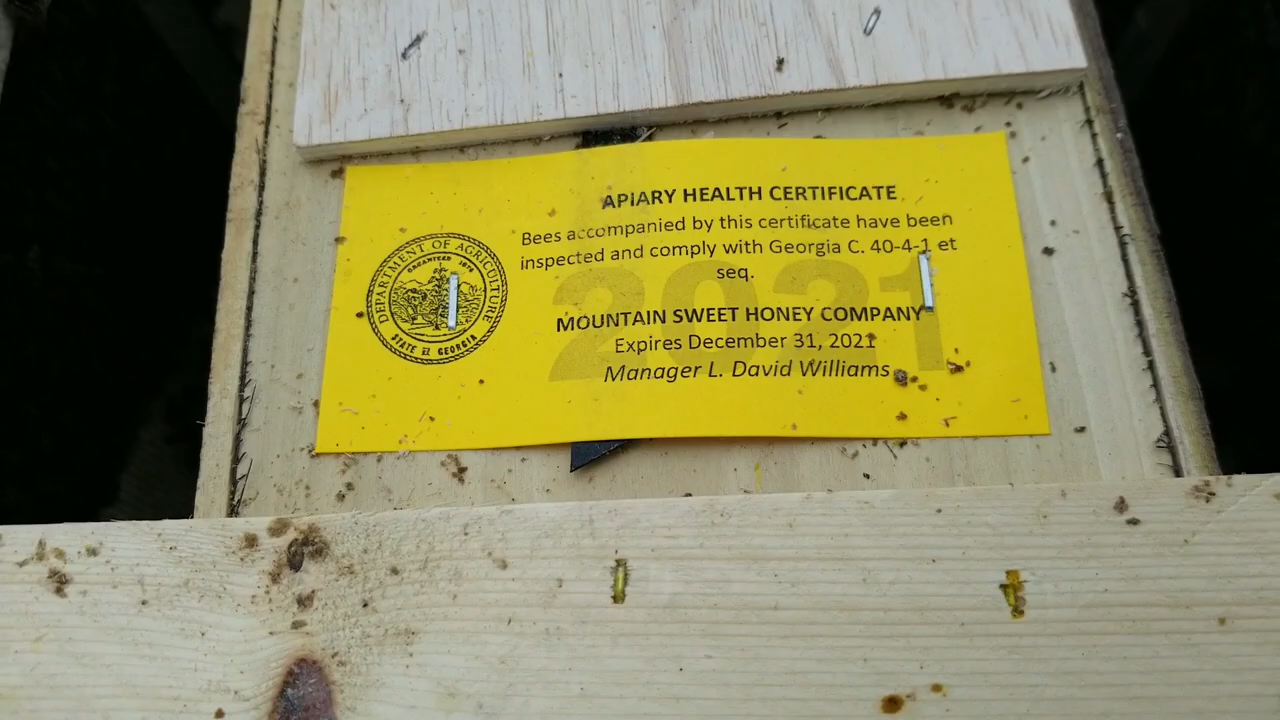 APIARY HEALTH CERTIFICATE
Bees accompanied by this certificate have been
inspected and comply with Georgia C. 40-4-1 et
seq.
2021
MOUNTAIN SWEET HONEY COMPANY
Expires December 31, 2021
Manager L. David Williams
DEPARTMENT OF AGRICULTURE
STATE OF GEORGIA